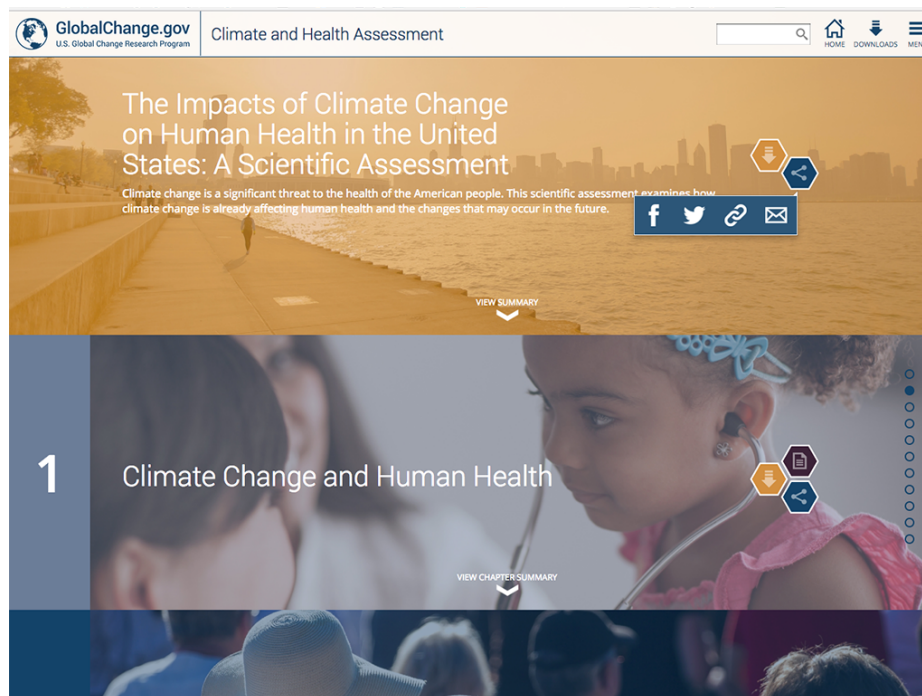 GlobalChange.gov
U.S. Global Change Research Program
Climate and Health Assessment
HOME
DOWNLOADS
The Impacts of Climate Change
on Human Health in the United
States: A Scientific Assessment
Climate change is a significant threat to the health of the American people. This scientific assessment examines how
climate change is already affecting human health and the changes that may occur in the future.
VIEW SUMMARY
1
Climate Change and Human Health
VIEW CHAPTER SUMMARY